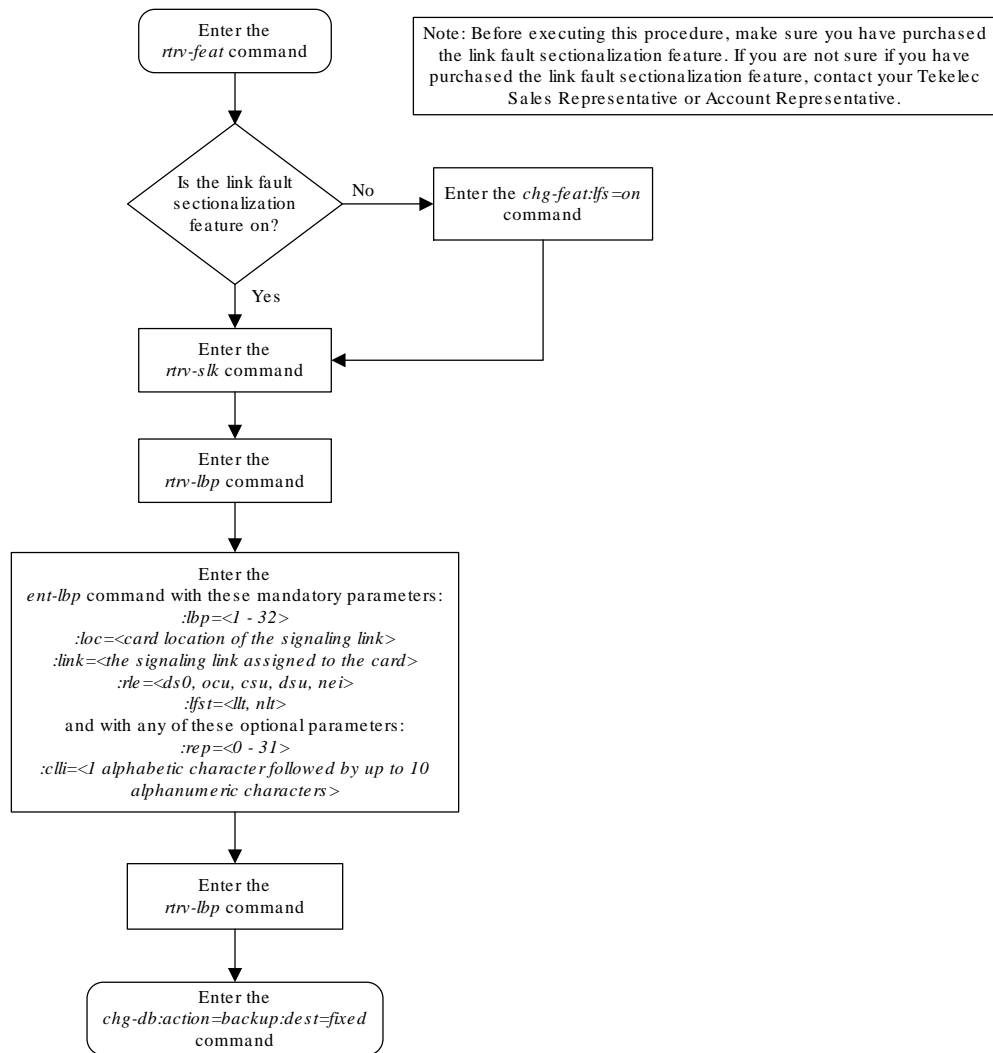 Enter the
rtrv-feat command
Note: Before executing this procedure, make sure you have purchased
the link fault sectionalization feature. If you are not sure if you have
purchased the link fault sectionalization feature, contact your Tekelec
Sales Representative or Account Representative.
Is the link fault
sectionalization
feature on?
No
Enter the chg-feat:lfs=on
command
Yes
Enter the
rtrv-slk command
Enter the
rtrv-lbp command
Enter the
ent-lbp command with these mandatory parameters:
:lbp=<1 - 32>
:loc=<card location of the signaling link>
:link=<the signaling link assigned to the card>
:rle=<ds0, ocu, csu, dsu, nei>
:lfst=<llt, nlt>
and with any of these optional parameters:
:rep=<0 - 31>
:clli=<1 alphabetic character followed by up to 10
alphanumeric characters>
Enter the
rtrv-lbp command
Enter the
chg-db:action=backup:dest=fixed
command